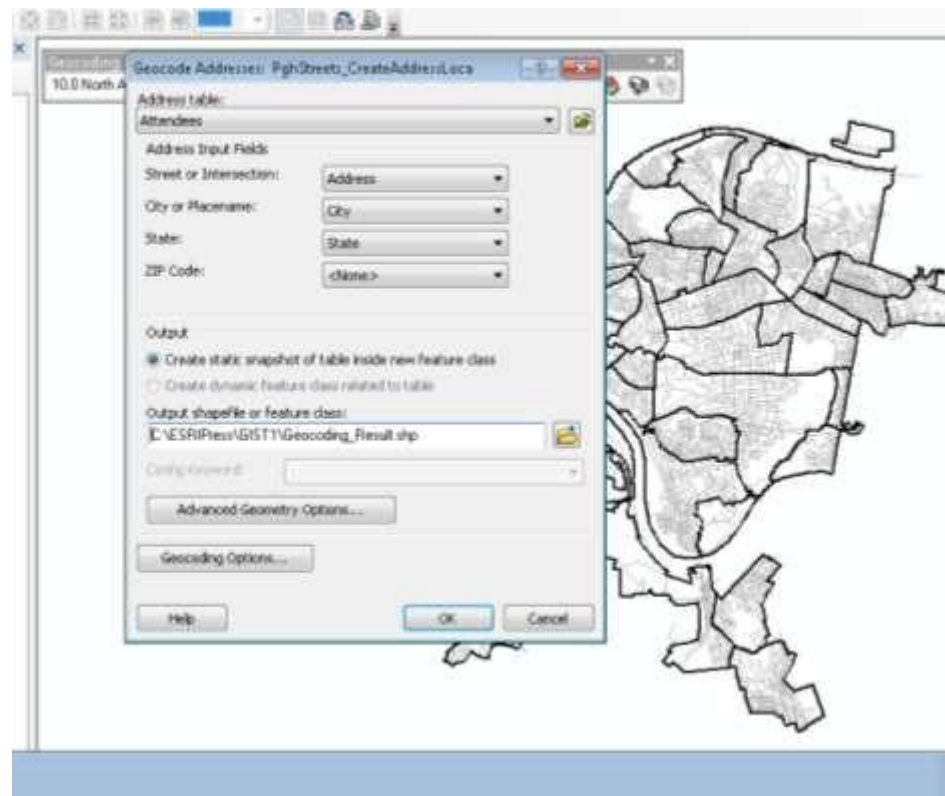 Geocoding
10.0 North A
Geocode Addresses: PghStreets_CreateAddressLoca
Address table:
Attendees
Address Input Fields
Street or Intersection: Address
City or Placename: City
State: State
ZIP Code: <None>
Output
Create static snapshot of table inside new feature class
Create dynamic feature class related to table
Output shapefile or feature class:
C:\ESRIPress\GIST1\Geocoding_Result.shp
Config keyword:
Advanced Geometry Options...
Geocoding Options...
Help OK Cancel